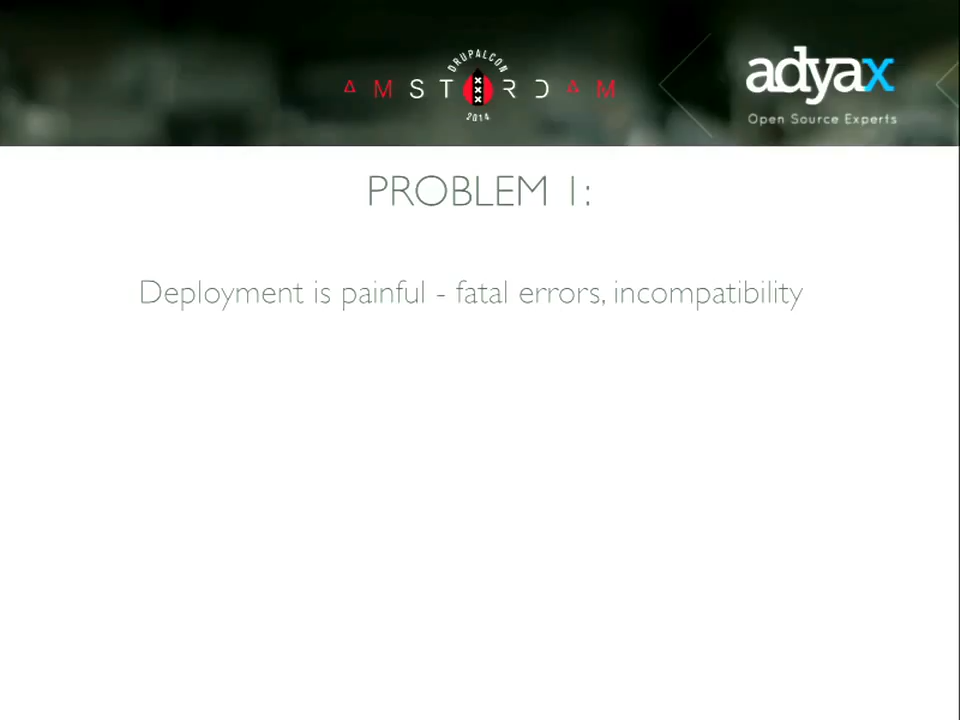 DRUPALCON
AMSTERDAM
2014
adyax
Open Source Experts
PROBLEM 1:
Deployment is painful - fatal errors, incompatibility